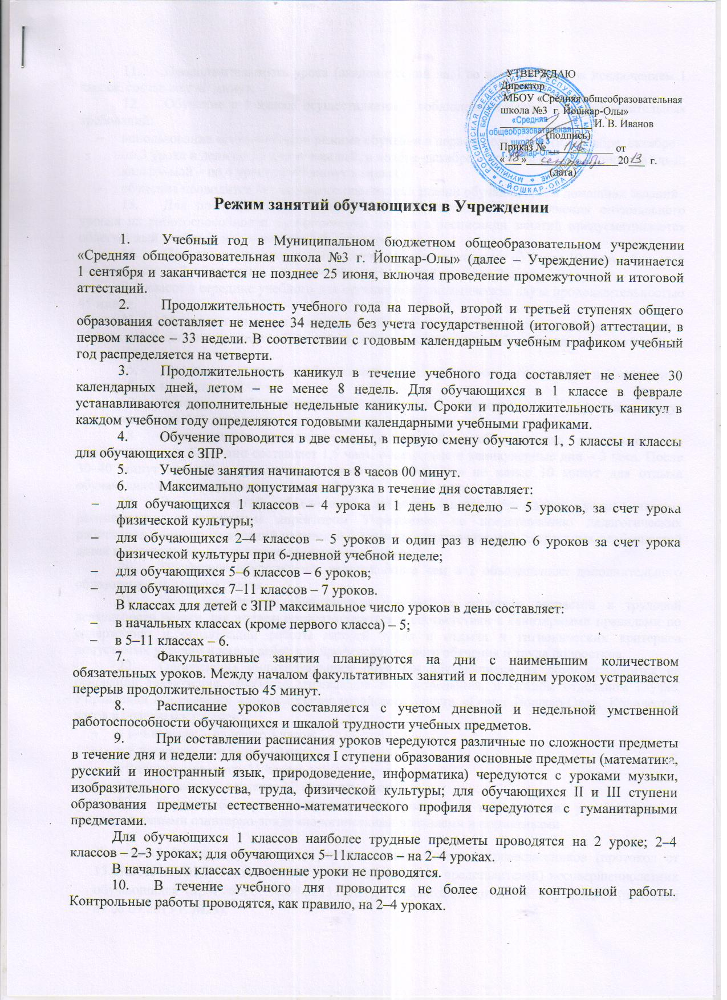 УТВЕРЖДАЮ
Директор
МБОУ «Средняя общеобразовательная
школа №3 г. Йошкар-Олы»
И. В. Иванов
(подпись)
Приказ № от
«18» сентября 2013 г.
(дата)
РОССИЙСКАЯ ФЕДЕРАЦИЯ
г. ЙОШКАР-ОЛА
«Средняя
общеобразовательная
школа № 3
г. Йошкар-Олы»
Режим занятий обучающихся в Учреждении
1. Учебный год в Муниципальном бюджетном общеобразовательном учреждении
«Средняя общеобразовательная школа №3 г. Йошкар-Олы» (далее – Учреждение) начинается
1 сентября и заканчивается не позднее 25 июня, включая проведение промежуточной и итоговой
аттестаций.
2. Продолжительность учебного года на первой, второй и третьей ступенях общего
образования составляет не менее 34 недель без учета государственной (итоговой) аттестации, в
первом классе – 33 недели. В соответствии с годовым календарным учебным графиком учебный
год распределяется на четверти.
3. Продолжительность каникул в течение учебного года составляет не менее 30
календарных дней, летом – не менее 8 недель. Для обучающихся в 1 классе в феврале
устанавливаются дополнительные недельные каникулы. Сроки и продолжительность каникул в
каждом учебном году определяются годовыми календарными учебными графиками.
4. Обучение проводится в две смены, в первую смену обучаются 1, 5 классы и классы
для обучающихся с ЗПР.
5. Учебные занятия начинаются в 8 часов 00 минут.
6. Максимально допустимая нагрузка в течение дня составляет:
– для обучающихся 1 классов – 4 урока и 1 день в неделю – 5 уроков, за счет урока
физической культуры;
– для обучающихся 2–4 классов – 5 уроков и один раз в неделю 6 уроков за счет урока
физической культуры при 6-дневной учебной неделе;
– для обучающихся 5–6 классов – 6 уроков;
– для обучающихся 7–11 классов – 7 уроков.
В классах для детей с ЗПР максимальное число уроков в день составляет:
– в начальных классах (кроме первого класса) – 5;
– в 5–11 классах – 6.
7. Факультативные занятия планируются на дни с наименьшим количеством
обязательных уроков. Между началом факультативных занятий и последним уроком устраивается
перерыв продолжительностью 45 минут.
8. Расписание уроков составляется с учетом дневной и недельной умственной
работоспособности обучающихся и шкалой трудности учебных предметов.
9. При составлении расписания уроков чередуются различные по сложности предметы
в течение дня и недели: для обучающихся I ступени образования основные предметы (математика,
русский и иностранный язык, природоведение, информатика) чередуются с уроками музыки,
изобразительного искусства, труда, физической культуры; для обучающихся II и III ступени
образования предметы естественно-математического профиля чередуются с гуманитарными
предметами.
Для обучающихся 1 классов наиболее трудные предметы проводятся на 2 уроке; 2–4
классов – 2–3 уроках; для обучающихся 5–11классов – на 2–4 уроках.
В начальных классах сдвоенные уроки не проводятся.
10. В течение учебного дня проводится не более одной контрольной работы.
Контрольные работы проводятся, как правило, на 2–4 уроках.